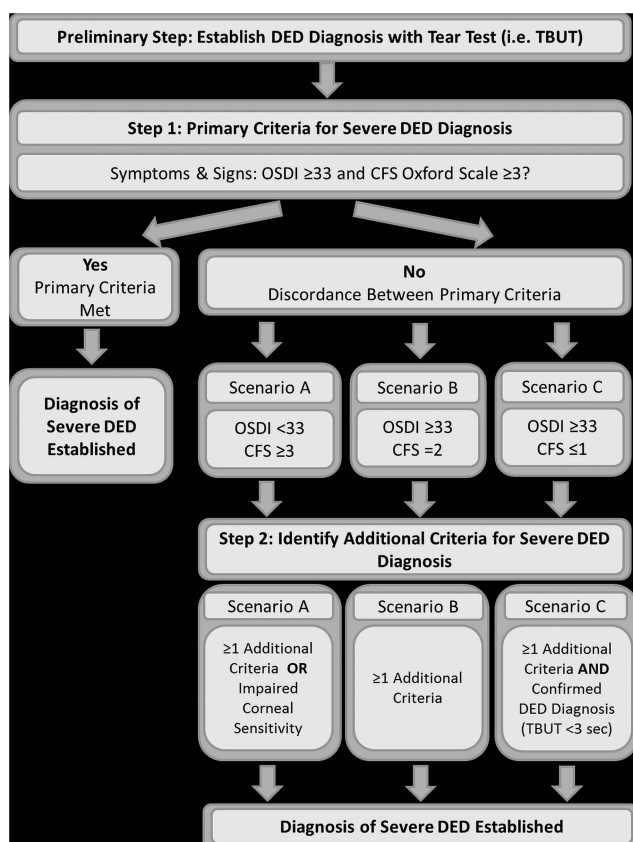 Preliminary Step: Establish DED Diagnosis with Tear Test (i.e. TBUT)
Step 1: Primary Criteria for Severe DED Diagnosis
Symptoms & Signs: OSDI ≥33 and CFS Oxford Scale ≥3?
Yes
Primary Criteria
Met
No
Discordance Between Primary Criteria
Diagnosis of
Severe DED
Established
Scenario A
OSDI <33
CFS ≥3
Scenario B
OSDI ≥33
CFS =2
Scenario C
OSDI ≥33
CFS ≤1
Step 2: Identify Additional Criteria for Severe DED
Diagnosis
Scenario A
≥1 Additional
Criteria OR
Impaired
Corneal
Sensitivity
Scenario B
≥1 Additional
Criteria
Scenario C
≥1 Additional
Criteria AND
Confirmed
DED Diagnosis
(TBUT <3 sec)
Diagnosis of Severe DED Established